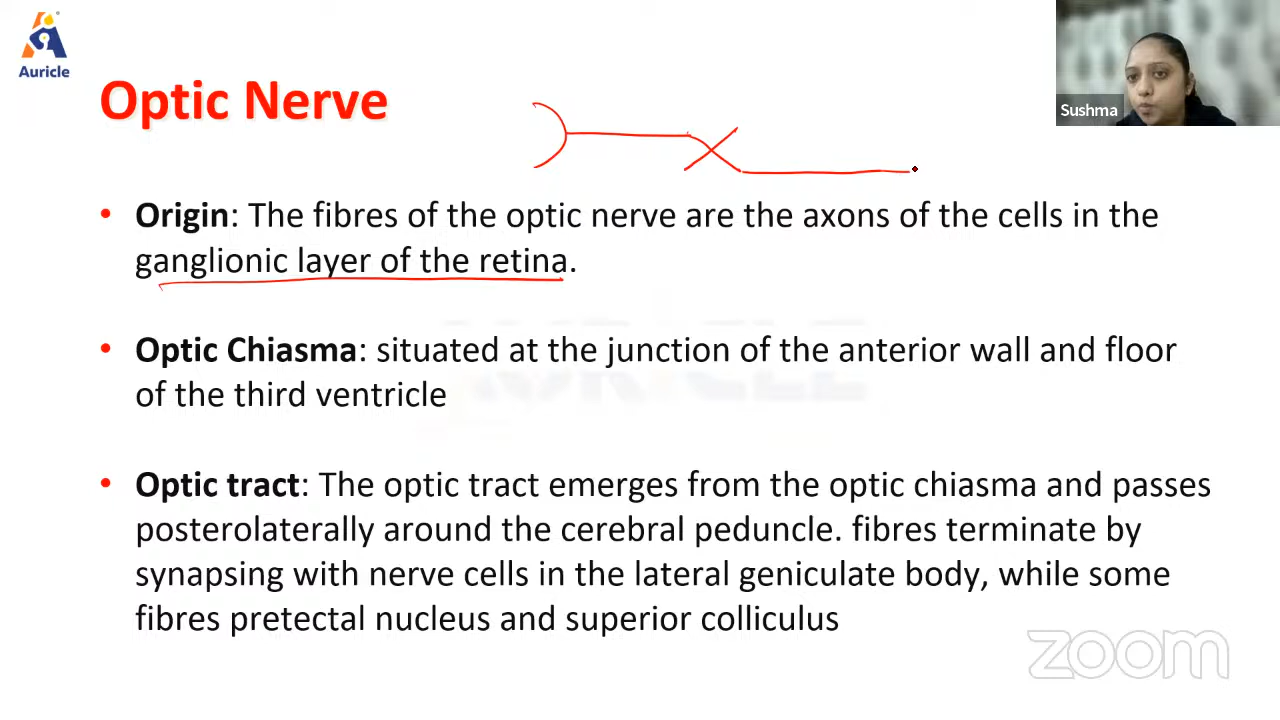 Auricle
Optic Nerve
Sushma
• Origin: The fibres of the optic nerve are the axons of the cells in the
ganglionic layer of the retina.
• Optic Chiasma: situated at the junction of the anterior wall and floor
of the third ventricle
• Optic tract: The optic tract emerges from the optic chiasma and passes
posterolaterally around the cerebral peduncle. fibres terminate by
synapsing with nerve cells in the lateral geniculate body, while some
fibres pretectal nucleus and superior colliculus
zoom